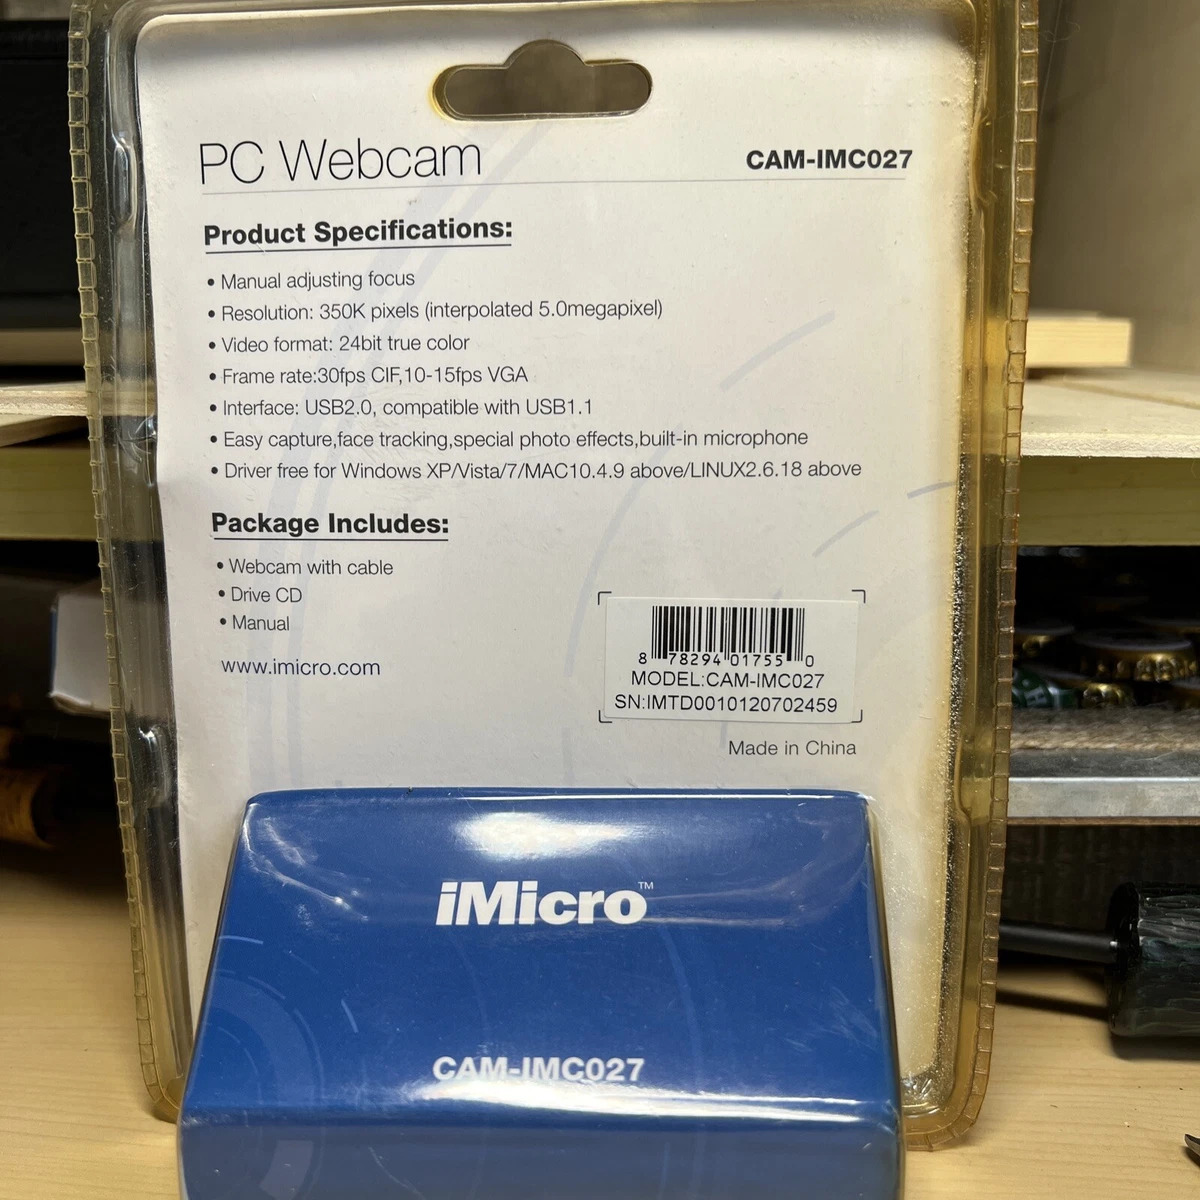 PC Webcam
CAM-IMC027
Product Specifications:
• Manual adjusting focus
• Resolution: 350K pixels (interpolated 5.0megapixel)
• Video format: 24bit true color
• Frame rate:30fps CIF,10-15fps VGA
• Interface: USB2.0, compatible with USB1.1
• Easy capture,face tracking,special photo effects,built-in microphone
• Driver free for Windows XP/Vista/7/MAC10.4.9 above/LINUX2.6.18 above
Package Includes:
• Webcam with cable
• Drive CD
• Manual
www.imicro.com
8 78294 01755 0
MODEL:CAM-IMC027
SN:IMTD0010120702459
Made in China
iMicro™
CAM-IMC027